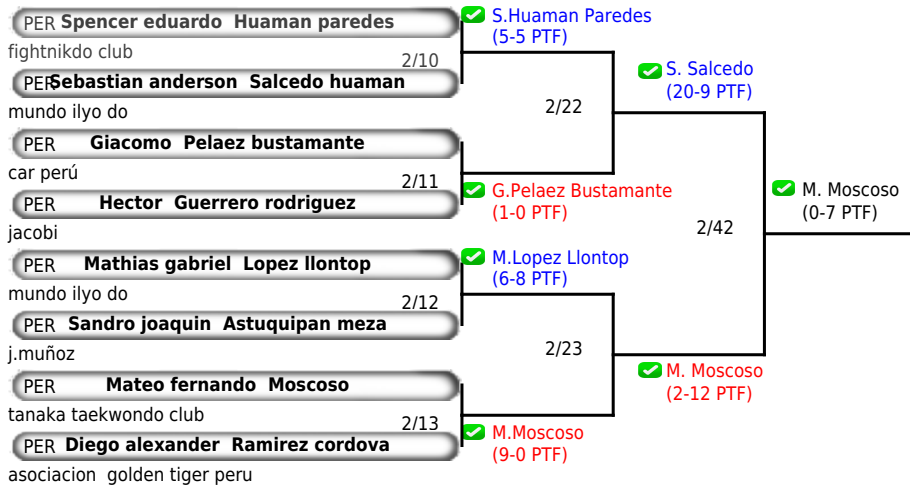 PER Spencer eduardo Huaman paredes
fightnikdo club
2/10
PER Sebastian anderson Salcedo huaman
mundo ilyo do
PER Giacomo Pelaez bustamante
car perú
2/11
PER Hector Guerrero rodriguez
jacobi
PER Mathias gabriel Lopez llontop
mundo ilyo do
2/12
PER Sandro joaquin Astuquipan meza
j.muñoz
PER Mateo fernando Moscoso
tanaka taekwondo club
2/13
PER Diego alexander Ramirez cordova
asociacion golden tiger peru
S.Huaman Paredes
(5-5 PTF)
2/22
G.Pelaez Bustamante
(1-0 PTF)
M.Lopez Llontop
(6-8 PTF)
2/23
M.Moscoso
(9-0 PTF)
S. Salcedo
(20-9 PTF)
2/42
M. Moscoso
(2-12 PTF)
M. Moscoso
(0-7 PTF)